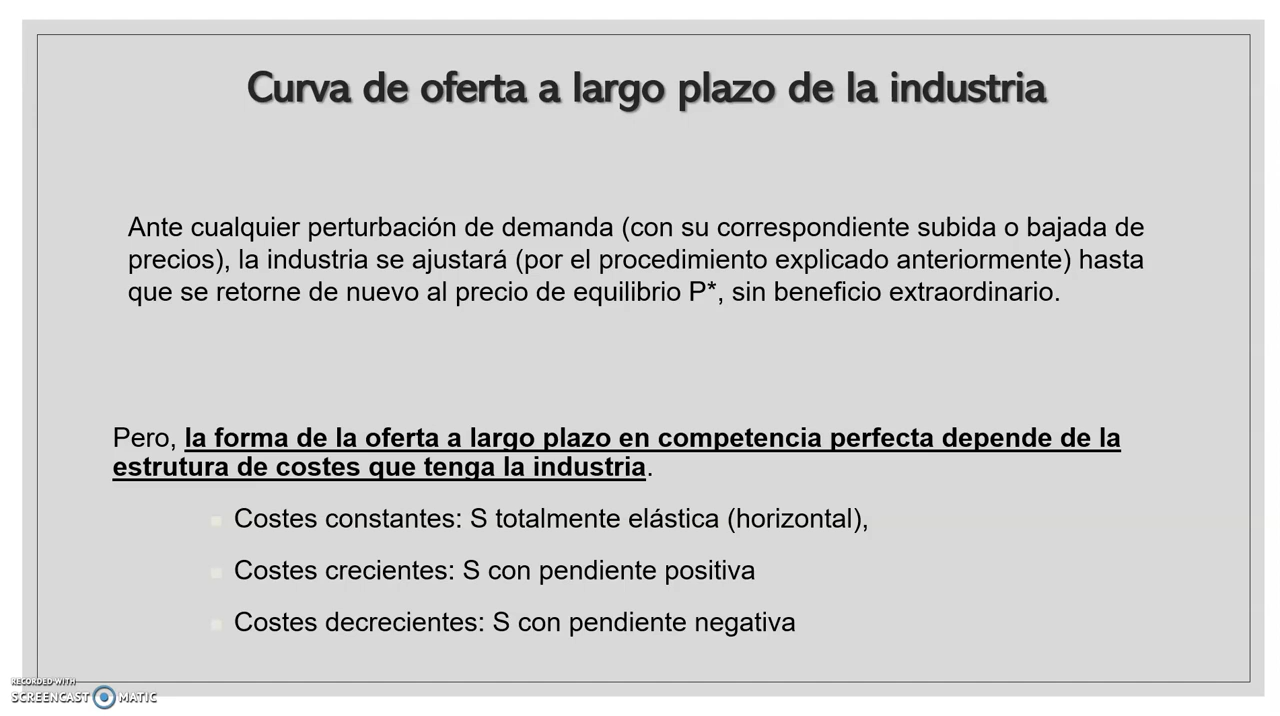 Curva de oferta a largo plazo de la industria
Ante cualquier perturbación de demanda (con su correspondiente subida o bajada de
precios), la industria se ajustará (por el procedimiento explicado anteriormente) hasta
que se retorne de nuevo al precio de equilibrio P*, sin beneficio extraordinario.
Pero, la forma de la oferta a largo plazo en competencia perfecta depende de la
estrutura de costes que tenga la industria.
Costes constantes: S totalmente elástica (horizontal),
Costes crecientes: S con pendiente positiva
Costes decrecientes: S con pendiente negativa
RECORDED WITH
SCREENCAST MATIC